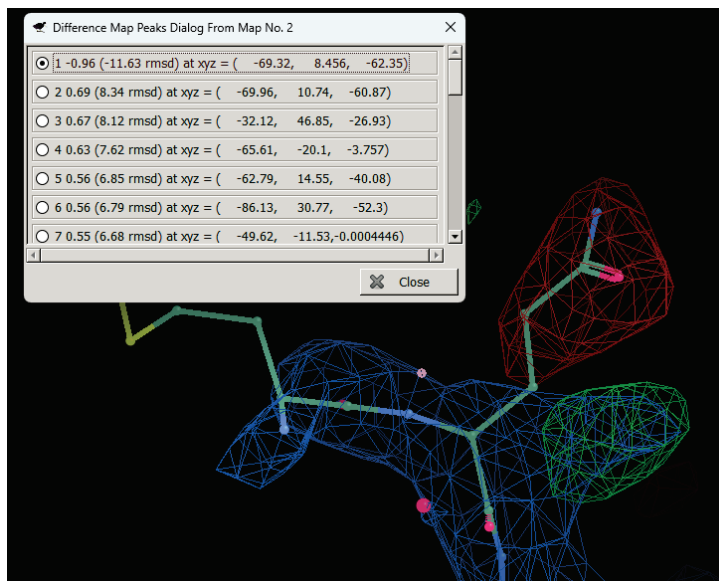 Difference Map Peaks Dialog From Map No. 2
1 -0.96 (-11.63 rmsd) at xyz = ( -69.32, 8.456, -62.35)
2 0.69 (8.34 rmsd) at xyz = ( -69.96, 10.74, -60.87)
3 0.67 (8.12 rmsd) at xyz = ( -32.12, 46.85, -26.93)
4 0.63 (7.62 rmsd) at xyz = ( -65.61, -20.1, -3.757)
5 0.56 (6.85 rmsd) at xyz = ( -62.79, 14.55, -40.08)
6 0.56 (6.79 rmsd) at xyz = ( -86.13, 30.77, -52.3)
7 0.55 (6.68 rmsd) at xyz = ( -49.62, -11.53,-0.0004446)
Close